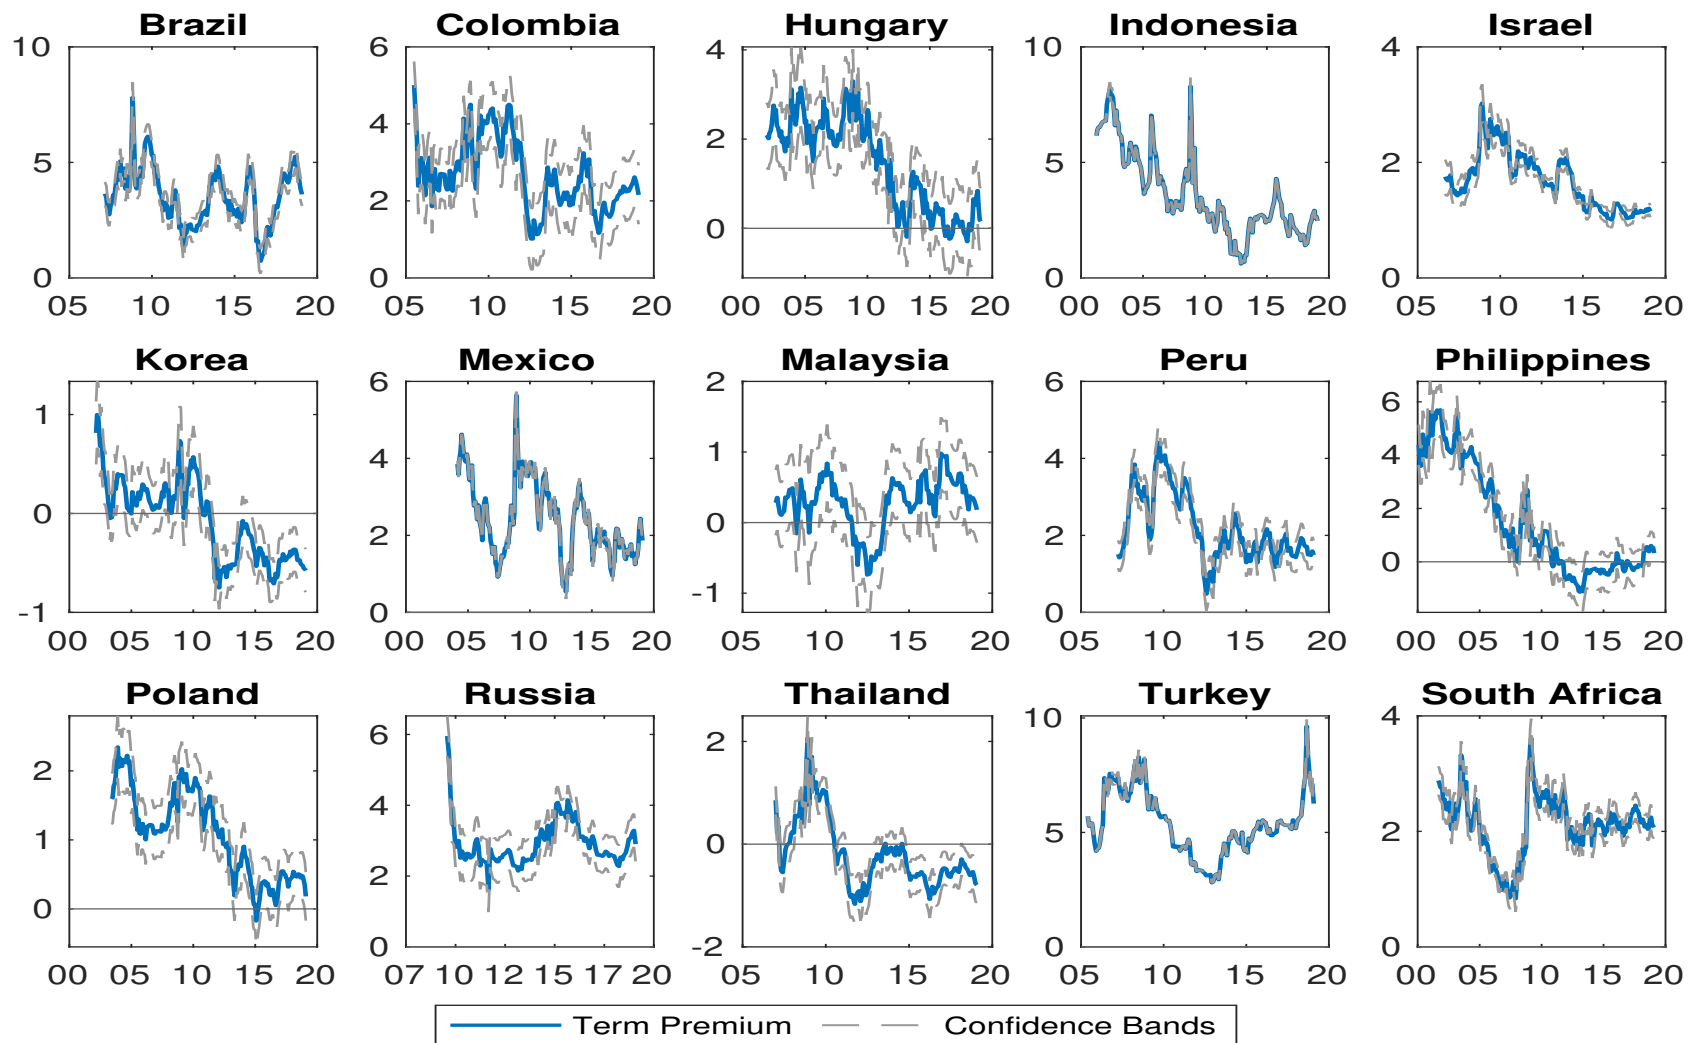 Brazil Colombia Hungary Indonesia Israel
10 6 4 10 4
5 4 2 5 2
2 0
0 0 0 0
05 10 15 20 05 10 15 20 00 05 10 15 20 00 05 10 15 20 05 10 15 20
Korea Mexico Malaysia Peru Philippines
1 6 2 6 6
4 1 4 4
0 2 0 2 2
0
-1 0 -1 0
00 05 10 15 20 00 05 10 15 20 05 10 15 20 05 10 15 20 00 05 10 15 20
Poland Russia Thailand Turkey South Africa
2 6 2 10 4
1 4 0 5 2
2
0 0 -2 0 0
00 05 10 15 20 07 10 12 15 17 20 05 10 15 20 05 10 15 20 00 05 10 15 20
Term Premium Confidence Bands